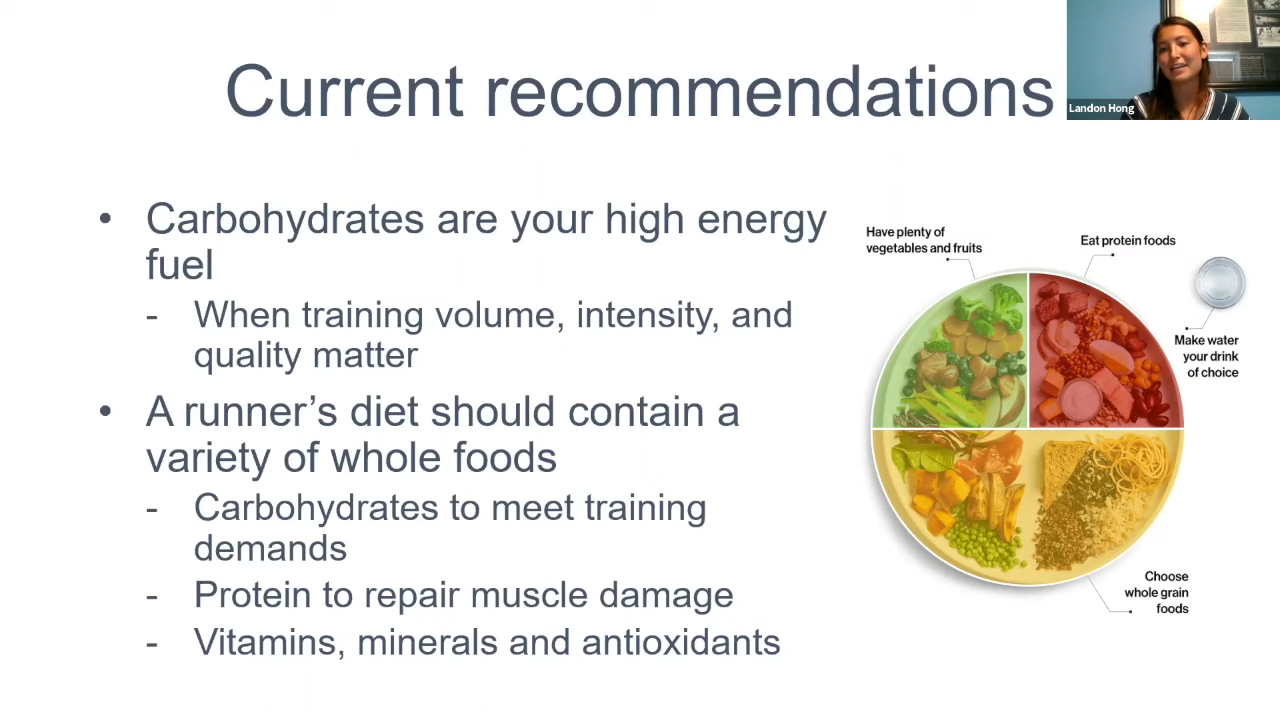 Current recommendations
Landon Hong
• Carbohydrates are your high energy
fuel
- When training volume, intensity, and
quality matter
• A runner’s diet should contain a
variety of whole foods
- Carbohydrates to meet training
demands
- Protein to repair muscle damage
- Vitamins, minerals and antioxidants
Have plenty of
vegetables and fruits
Eat protein foods
Make water
your drink
of choice
Choose
whole grain
foods